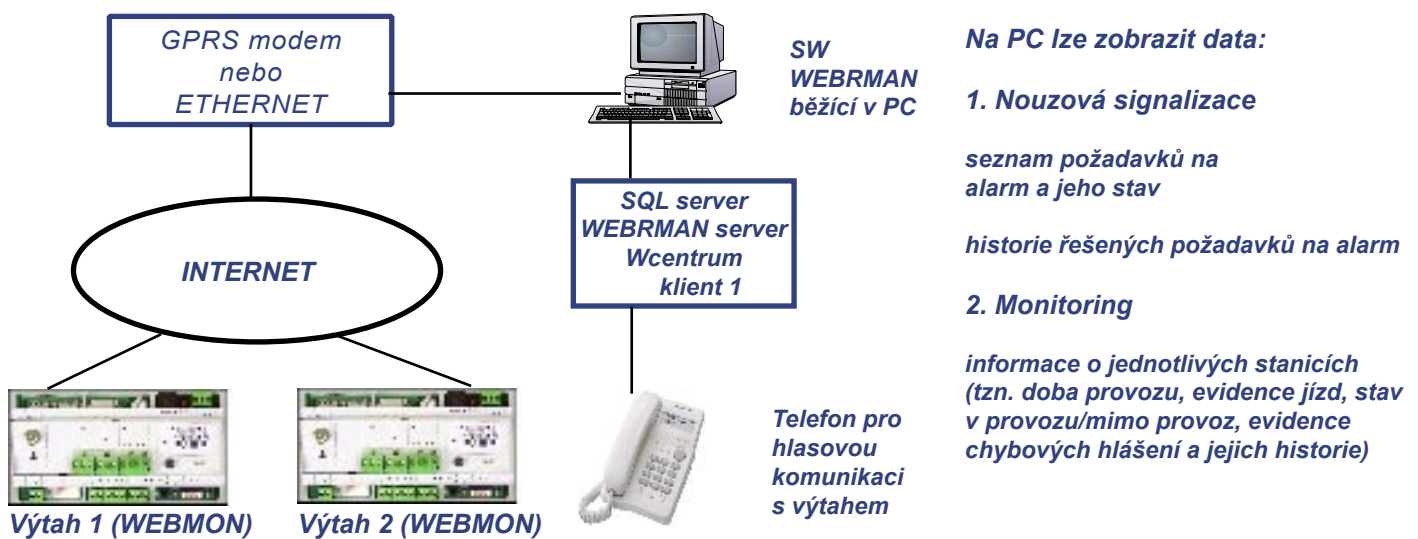 GPRS modem
nebo
ETHERNET
SW
WEBRMAN
běžící v PC
SQL server
WEBRMAN server
Wcentrum
klient 1
INTERNET
Výtah 1 (WEBMON)
Výtah 2 (WEBMON)
Telefon pro
hlasovou
komunikaci
s výtahem
Na PC lze zobrazit data:
1. Nouzová signalizace
seznam požadavků na
alarm a jeho stav
historie řešených požadavků na alarm
2. Monitoring
informace o jednotlivých stanicích
(tzn. doba provozu, evidence jízd, stav
v provozu/mimo provoz, evidence
chybových hlášení a jejich historie)